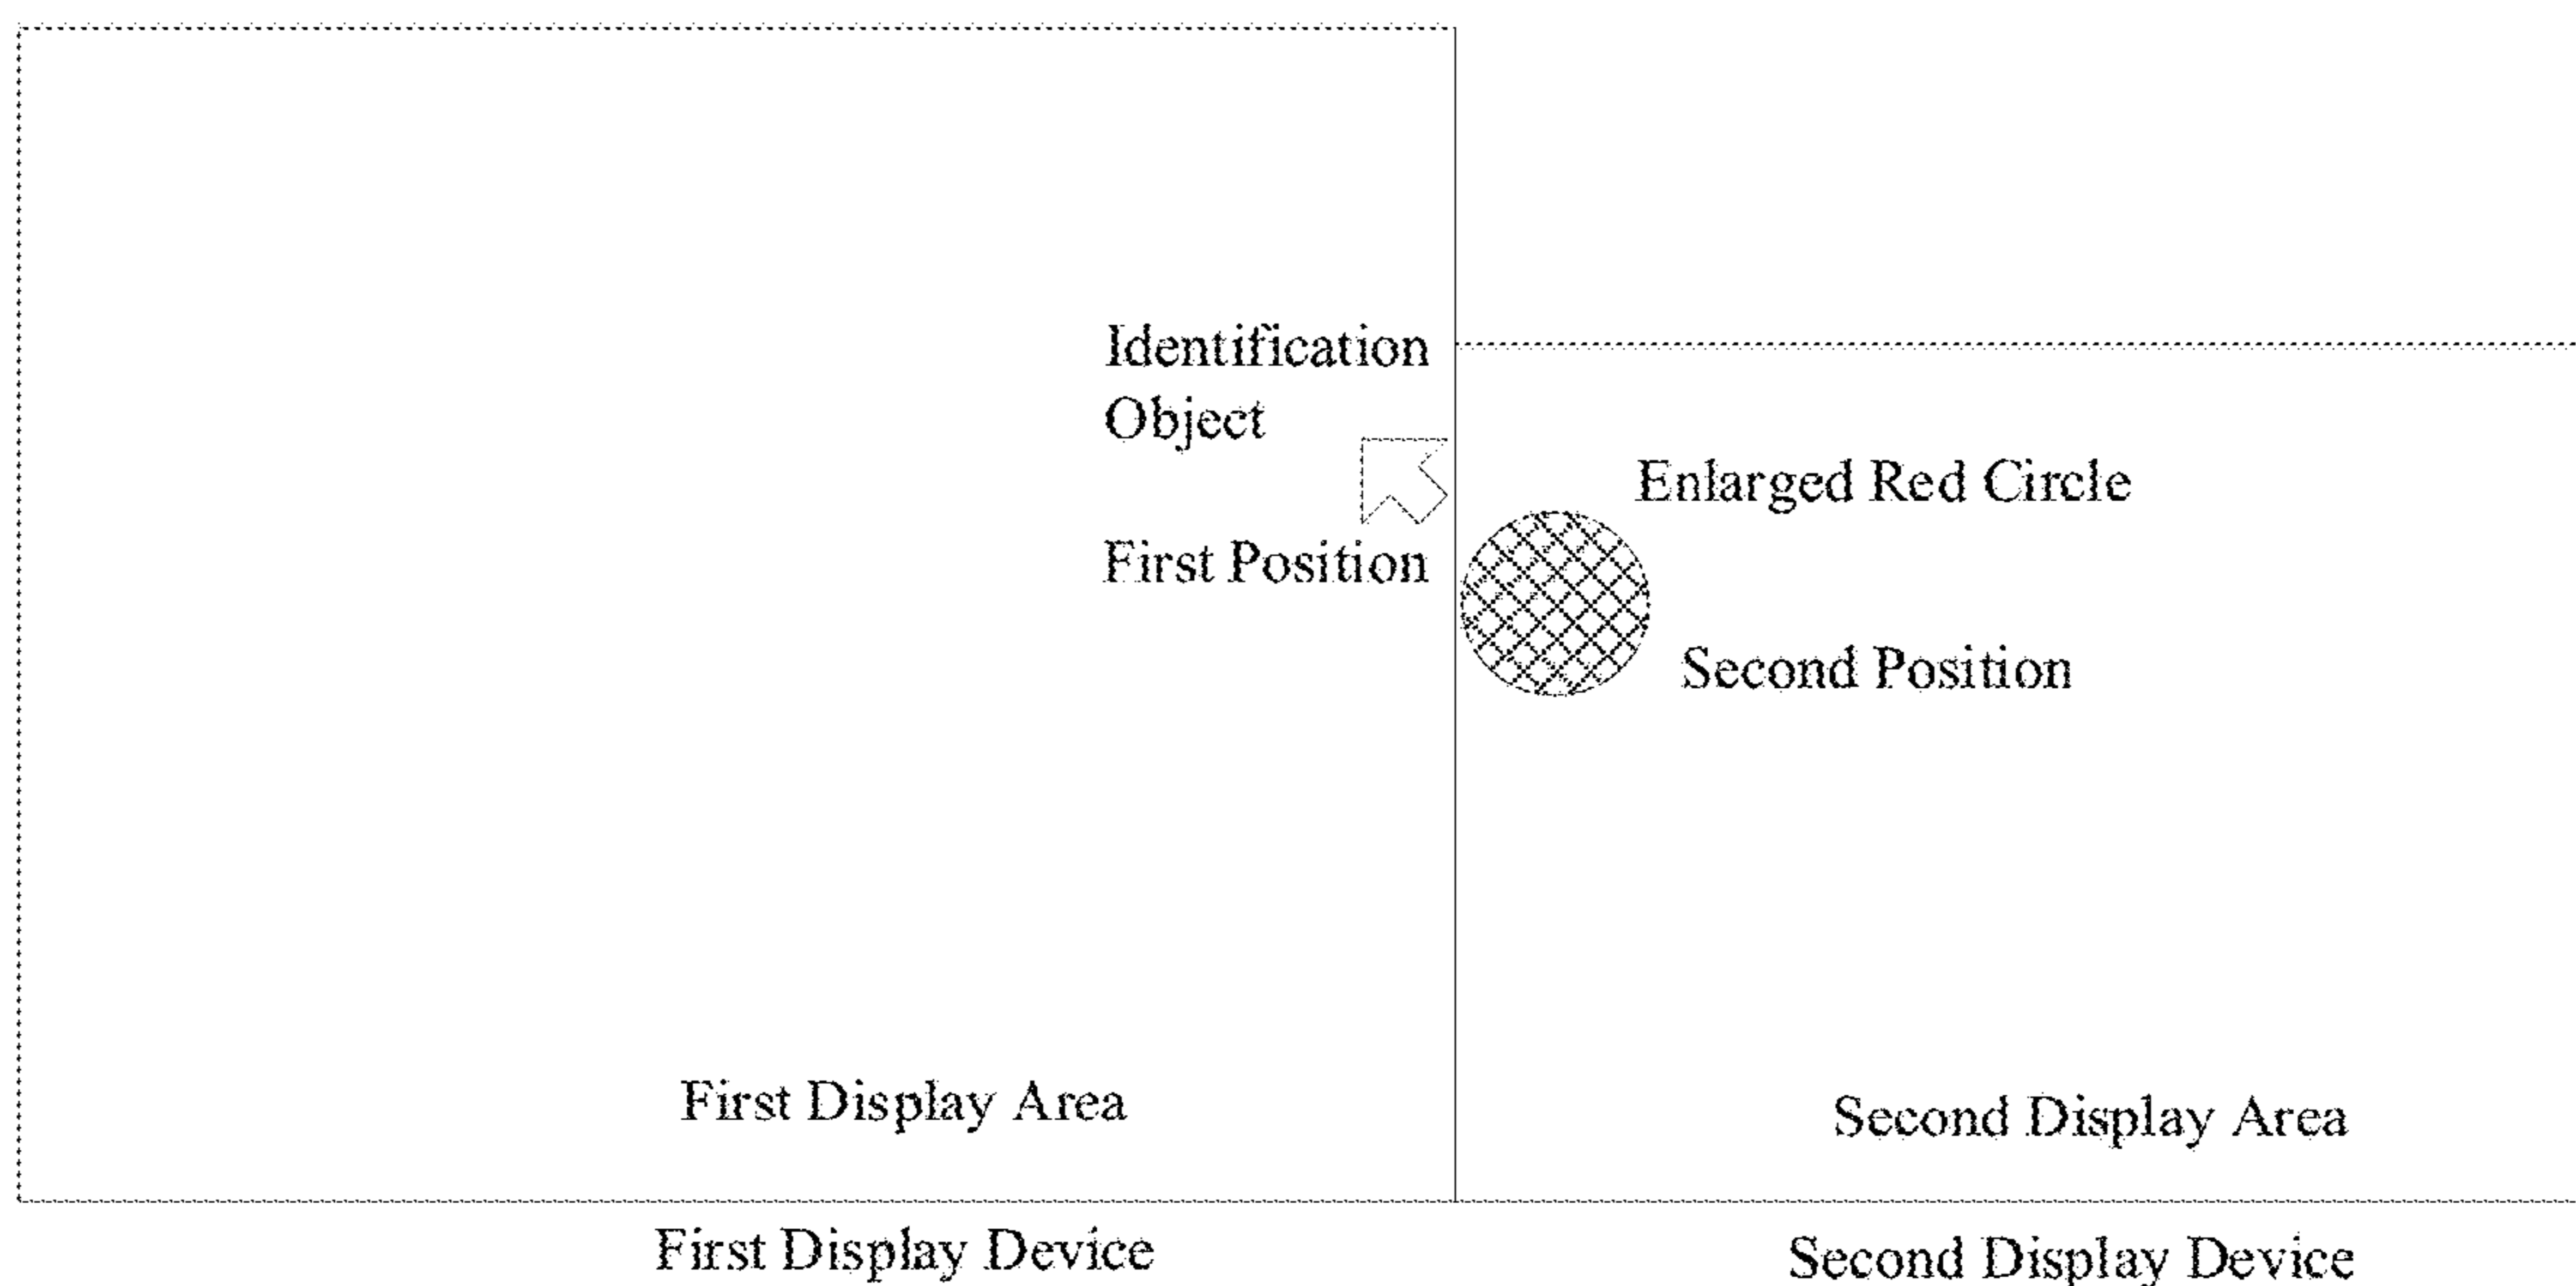 Identification
Object
First Position
Enlarged Red Circle
Second Position
First Display Area
Second Display Area
First Display Device
Second Display Device